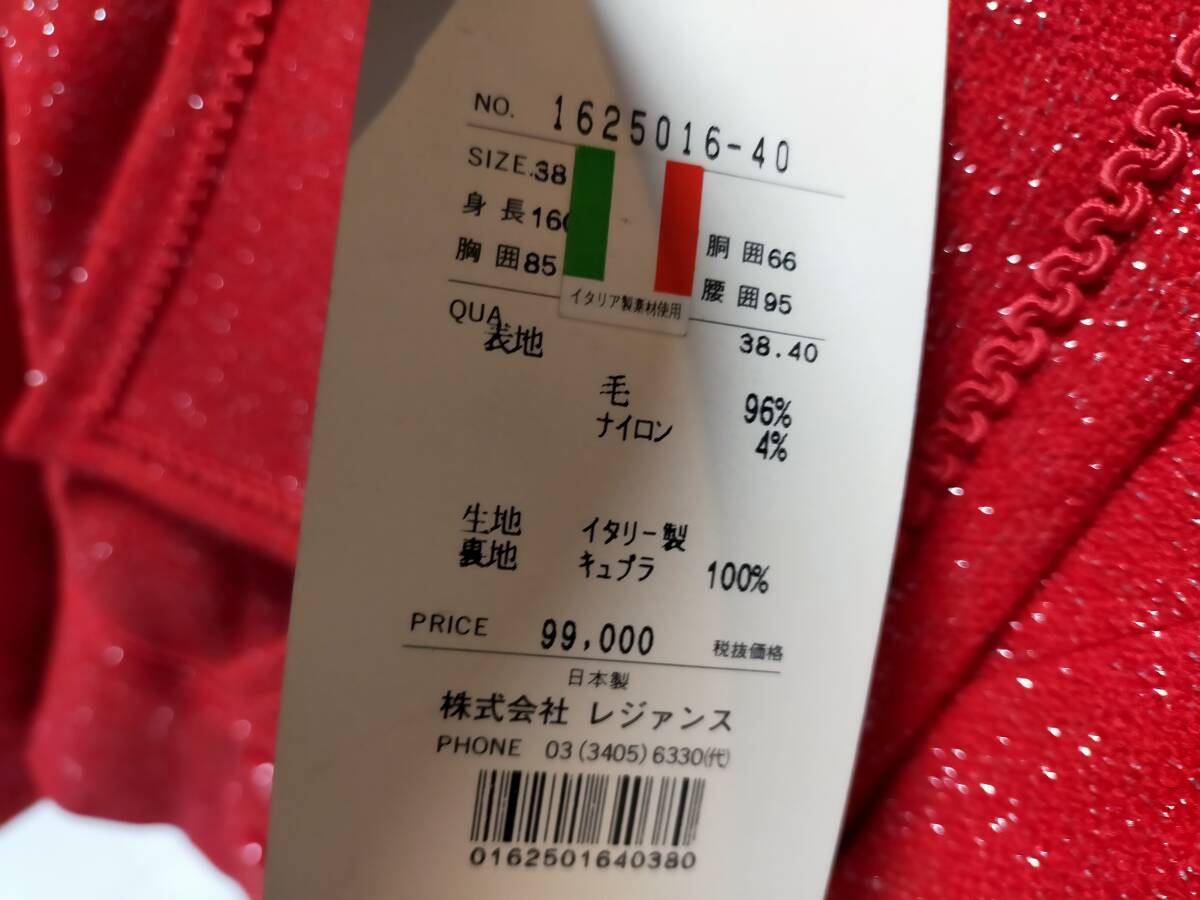 NO. 1625016-40
SIZE.38
身長160
胸囲85
胴囲66
腰囲95
イタリア製素材使用
QUA
表地 38.40
毛 96%
ナイロン 4%
生地 イタリー製
裏地 キュプラ 100%
PRICE 99,000 税抜価格
日本製
株式会社 レジァンス
PHONE 03(3405)6330(代)
0162501640380